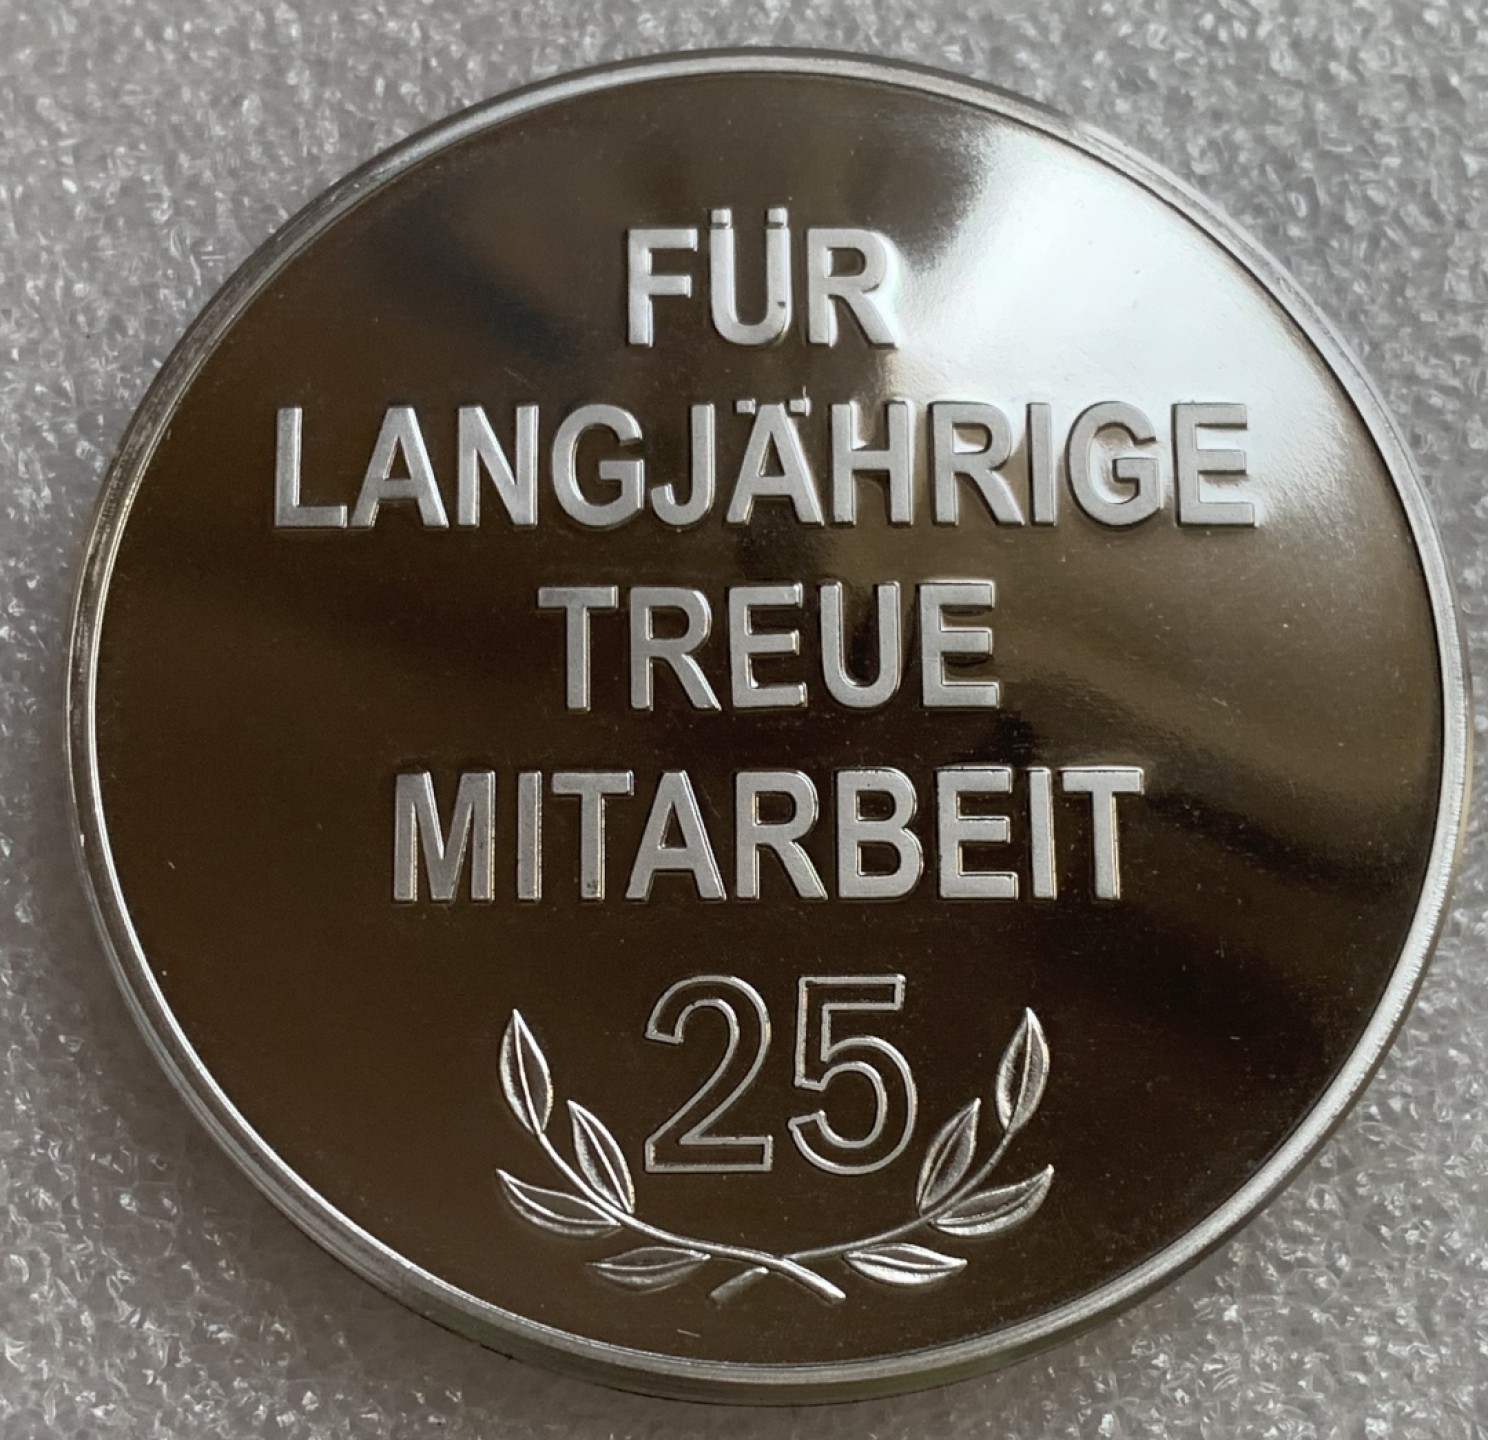 FÜR
LANGJÄHRIGE
TREUE
MITARBEIT
25